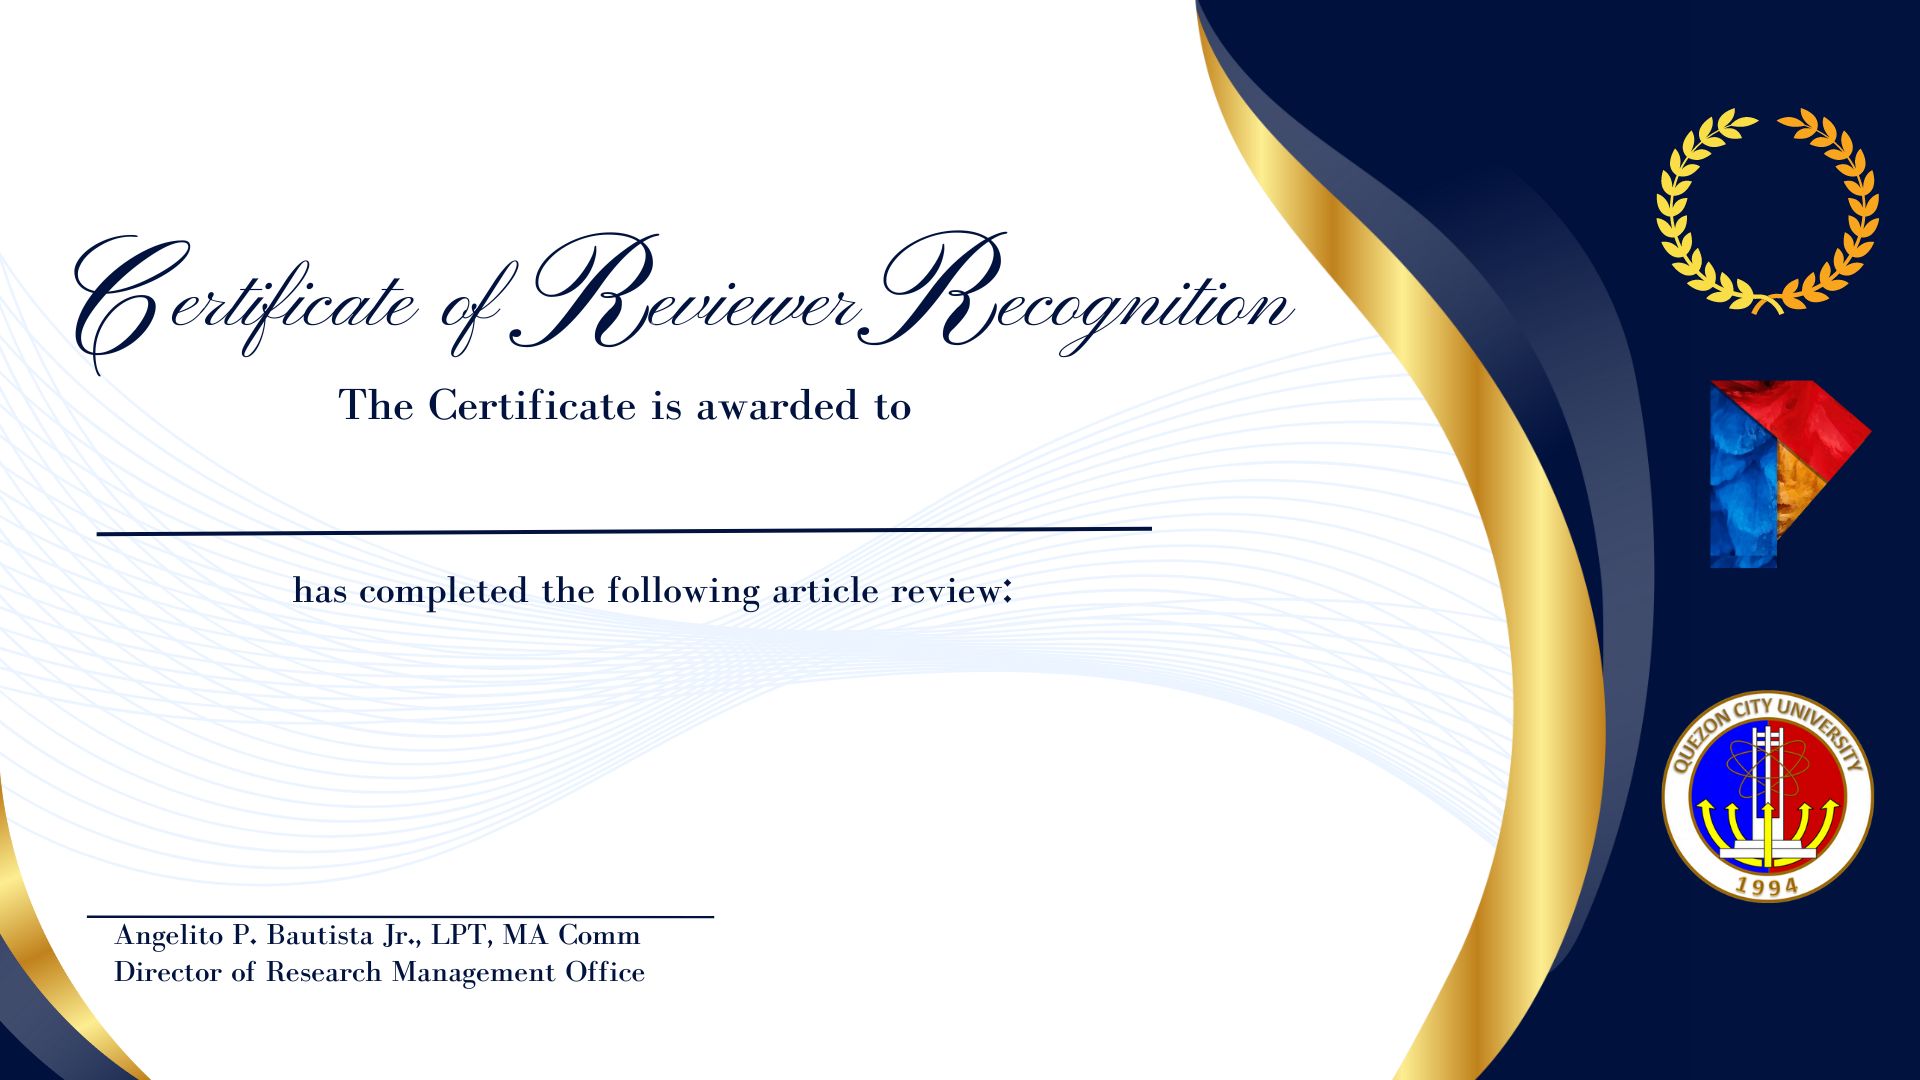 Certificate of Reviewer Recognition
The Certificate is awarded to
has completed the following article review:
Angelito P. Bautista Jr., LPT, MA Comm
Director of Research Management Office
QUEZON CITY UNIVERSITY
1994